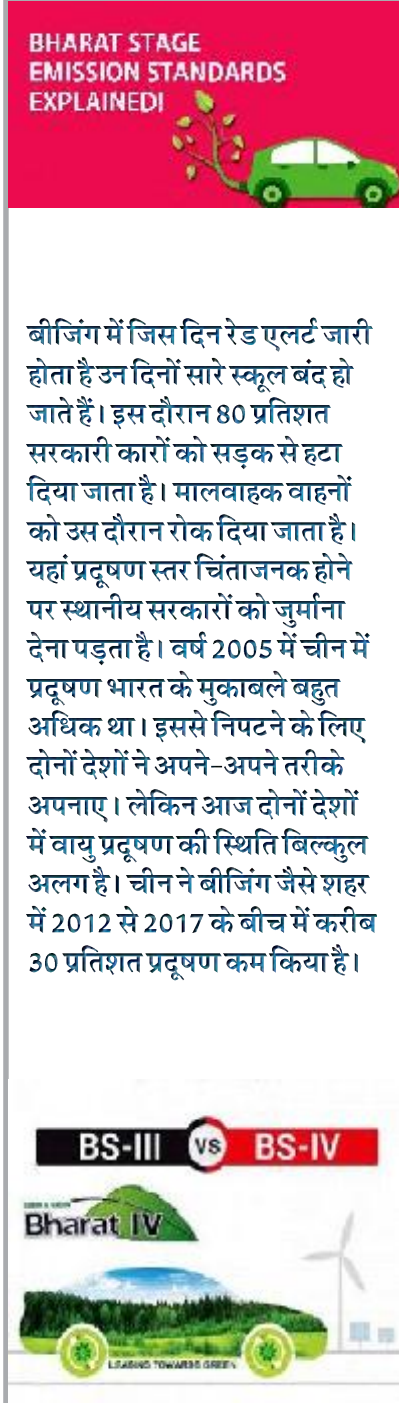 BHARAT STAGE
EMISSION STANDARDS
EXPLAINED!
बीजिंग में जिस दिन रेड एलर्ट जारी
होता है उन दिनों सारे स्कूल बंद हो
जाते हैं। इस दौरान 80 प्रतिशत
सरकारी कारों को सड़क से हटा
दिया जाता है। मालवाहक वाहनों
को उस दौरान रोक दिया जाता है।
यहां प्रदूषण स्तर चिंताजनक होने
पर स्थानीय सरकारों को जुर्माना
देना पड़ता है। वर्ष 2005 में चीन में
प्रदूषण भारत के मुकाबले बहुत
अधिक था। इससे निपटने के लिए
दोनों देशों ने अपने-अपने तरीके
अपनाए। लेकिन आज दोनों देशों
में वायु प्रदूषण की स्थिति बिल्कुल
अलग है। चीन ने बीजिंग जैसे शहर
में 2012 से 2017 के बीच में करीब
30 प्रतिशत प्रदूषण कम किया है।
BS-III VS BS-IV
Bharat IV
LEADING TOWARDS GREEN